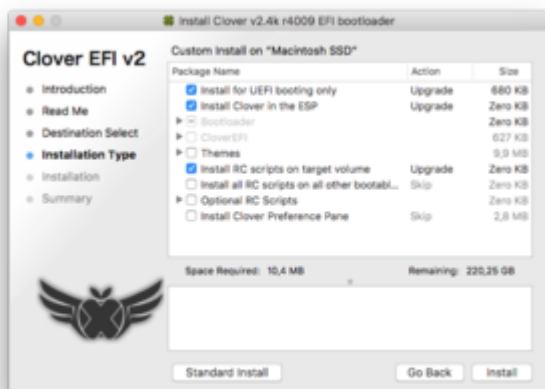 Install Clover v2.4k r4009 EFI bootloader
Clover EFI v2
Introduction
Read Me
Destination Select
Installation Type
Installation
Summary
Custom Install on "Macintosh SSD"
Package Name Action Size
Install for UEFI booting only Upgrade 680 KB
Install Clover in the ESP Upgrade Zero KB
Bootloader Zero KB
CloverEFI 627 KB
Themes 9,9 MB
Install RC scripts on target volume Upgrade Zero KB
Install all RC scripts on all other bootabl... Skip Zero KB
Optional RC Scripts Zero KB
Install Clover Preference Pane Skip 2,8 MB
Space Required: 10,4 MB Remaining: 220,25 GB
Standard Install Go Back Install